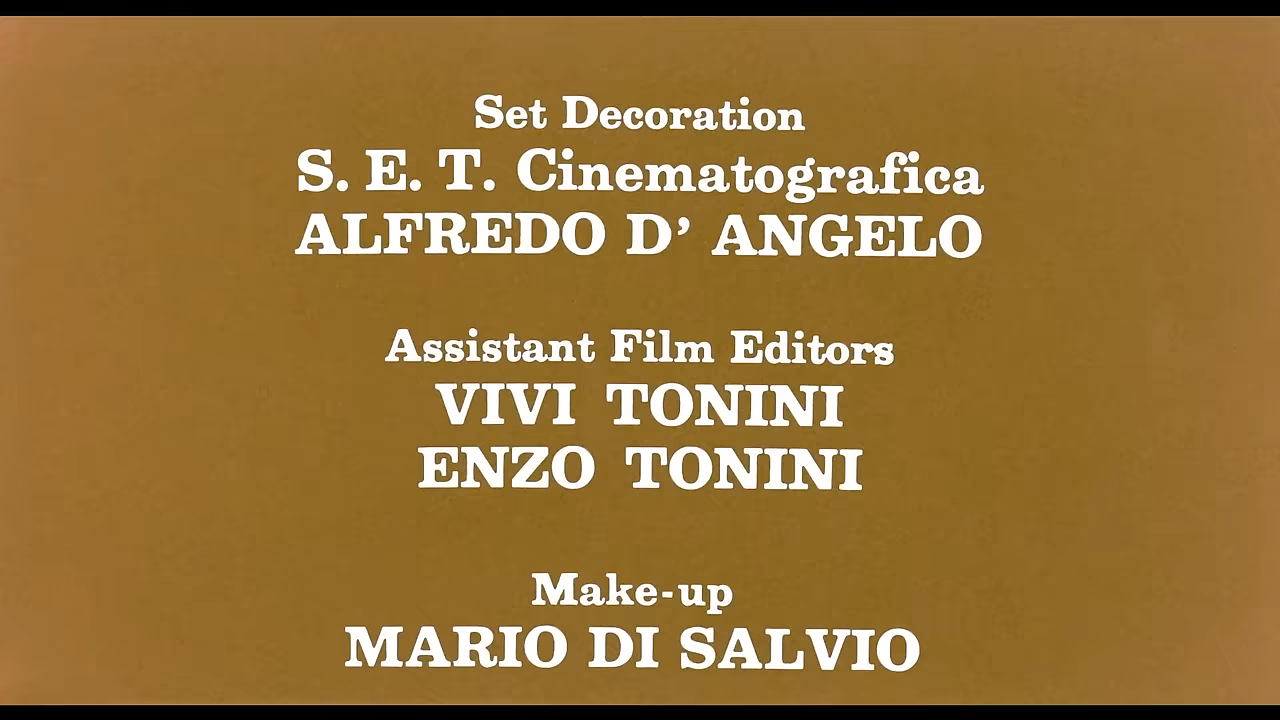 Set Decoration
S. E. T. Cinematografica
ALFREDO D' ANGELO
Assistant Film Editors
VIVI TONINI
ENZO TONINI
Make-up
MARIO DI SALVIO